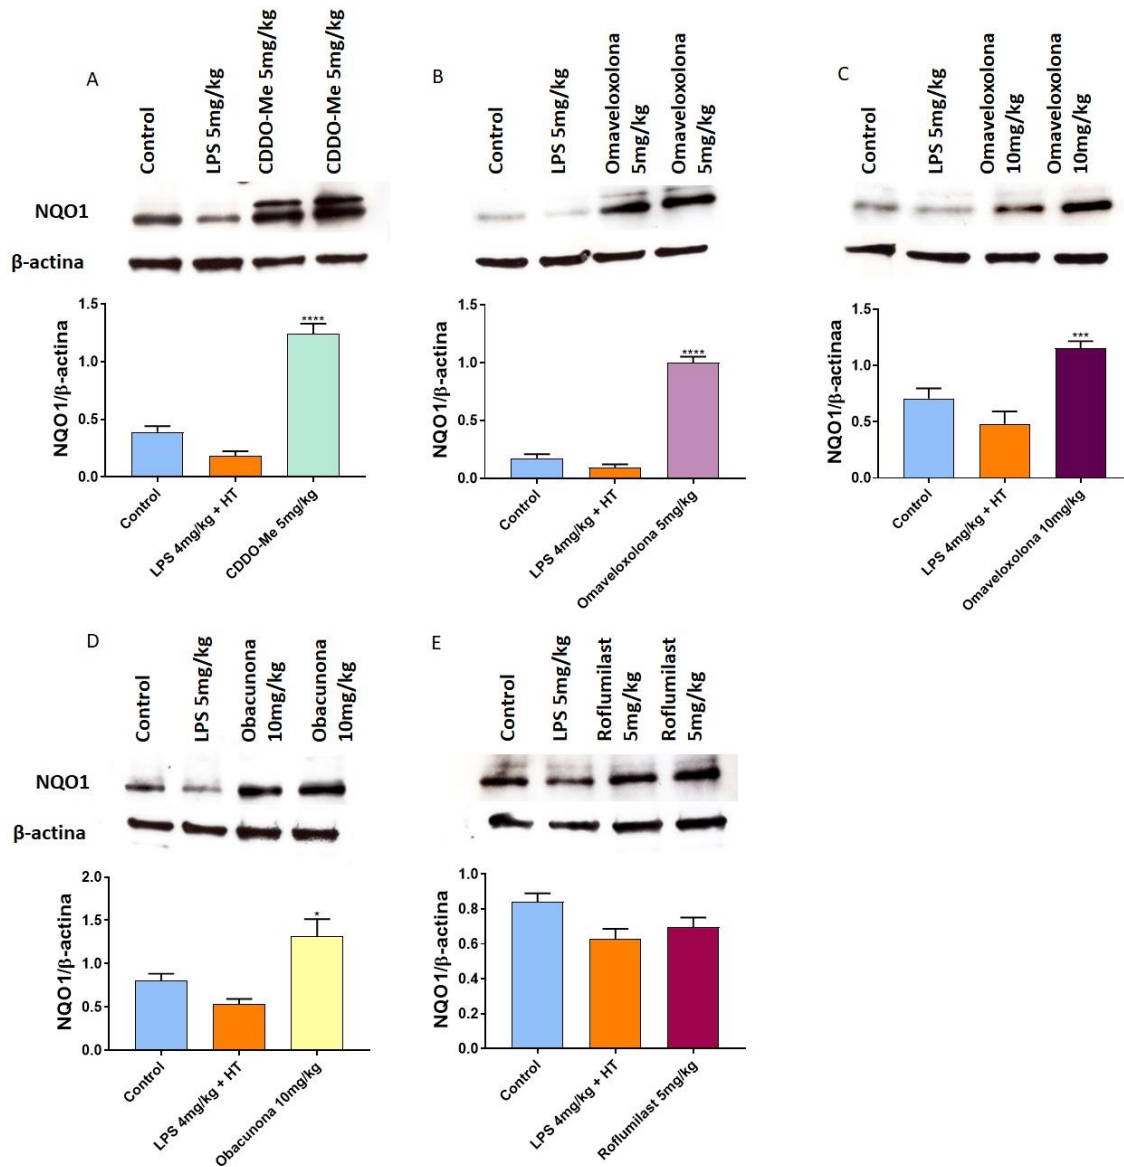 A
Control
LPS 5mg/kg
CDDO-Me 5mg/kg
CDDO-Me 5mg/kg
NQO1
β-actina
NQO1/β-actina
1.5
1.0
0.5
0.0
****
Control
LPS 4mg/kg + HT
CDDO-Me 5mg/kg
B
Control
LPS 5mg/kg
Omaveloxolona
5mg/kg
Omaveloxolona
5mg/kg
NQO1/β-actina
1.5
1.0
0.5
0.0
****
Control
LPS 4mg/kg + HT
Omaveloxolona 5mg/kg
C
Control
LPS 5mg/kg
Omaveloxolona
10mg/kg
Omaveloxolona
10mg/kg
NQO1/β-actinaa
1.5
1.0
0.5
0.0
***
Control
LPS 4mg/kg + HT
Omaveloxolona 10mg/kg
D
Control
LPS 5mg/kg
Obacunona
10mg/kg
Obacunona
10mg/kg
NQO1
β-actina
NQO1/β-actina
2.0
1.5
1.0
0.5
0.0
*
Control
LPS 4mg/kg + HT
Obacunona 10mg/kg
E
Control
LPS 5mg/kg
Roflumilast
5mg/kg
Roflumilast
5mg/kg
NQO1/β-actina
1.0
0.8
0.6
0.4
0.2
0.0
Control
LPS 4mg/kg + HT
Roflumilast 5mg/kg